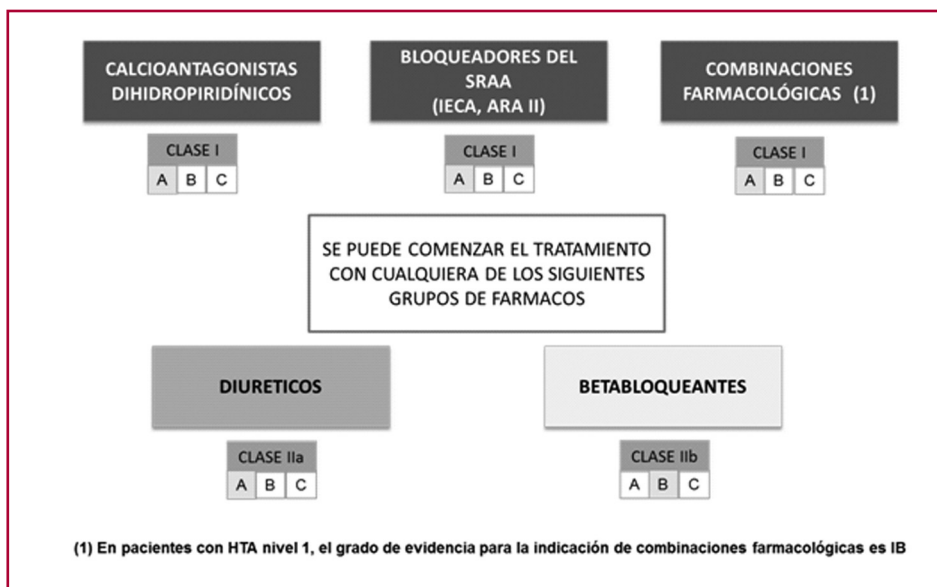 CALCIOANTAGONISTAS
DIHIDROPIRIDÍNICOS
CLASE I
A B C
BLOQUEADORES DEL
SRAA
(IECA, ARA II)
CLASE I
A B C
COMBINACIONES
FARMACOLÓGICAS (1)
CLASE I
A B C
SE PUEDE COMENZAR EL TRATAMIENTO
CON CUALQUIERA DE LOS SIGUIENTES
GRUPOS DE FARMACOS
DIURETICOS
CLASE IIa
A B C
BETABLOQUEANTES
CLASE IIb
A B C
(1) En pacientes con HTA nivel 1, el grado de evidencia para la indicación de combinaciones farmacológicas es IB